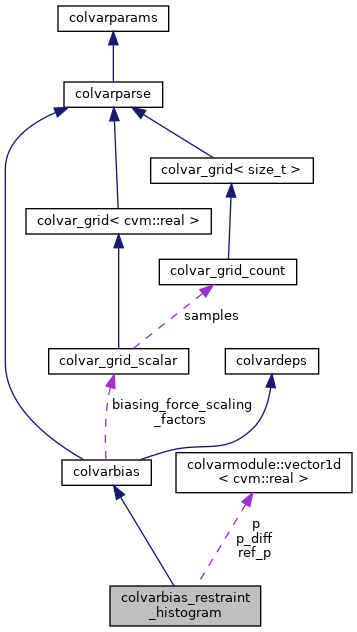 colvarparams
colvarparse
colvar_grid< size_t >
colvar_grid< cvm::real >
colvar_grid_count
samples
colvar_grid_scalar
colvardeps
biasing_force_scaling
_factors
colvarbias
colvarmodule::vector1d
< cvm::real >
p
p_diff
ref_p
colvarbias_restraint
_histogram